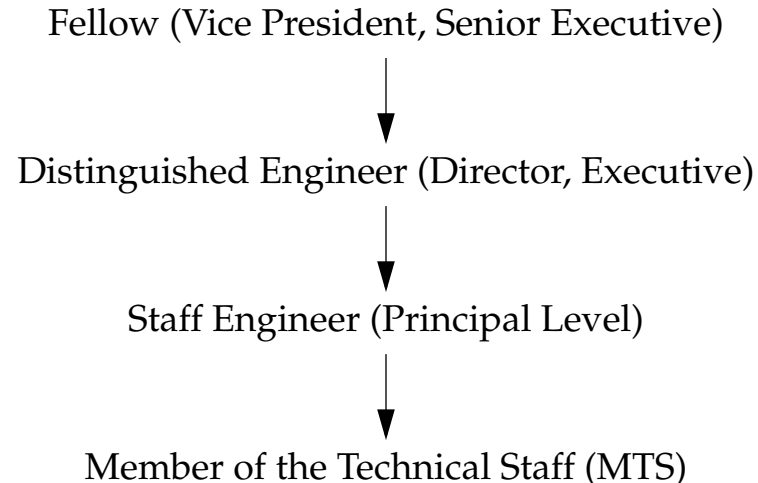 Fellow (Vice President, Senior Executive)
Distinguished Engineer (Director, Executive)
Staff Engineer (Principal Level)
Member of the Technical Staff (MTS)